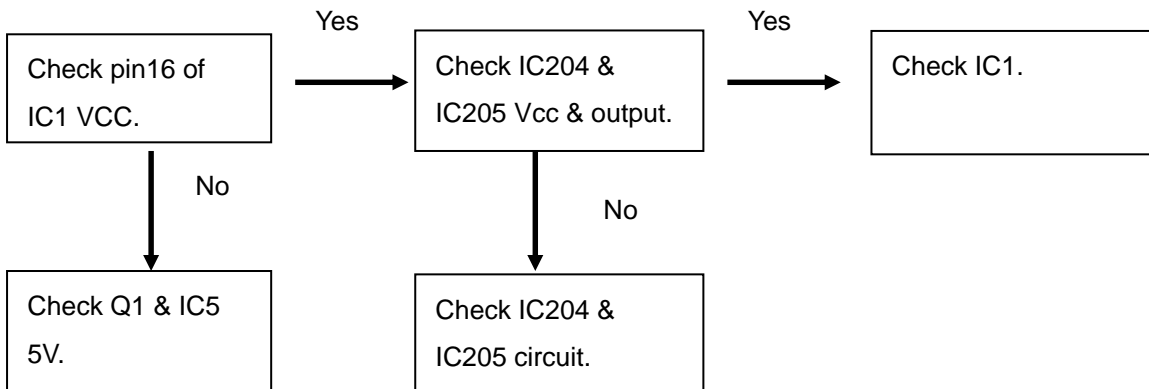 Yes
Yes
Check pin16 of
IC1 VCC.
Check IC204 &
IC205 Vcc & output.
Check IC1.
No
No
Check Q1 & IC5
5V.
Check IC204 &
IC205 circuit.